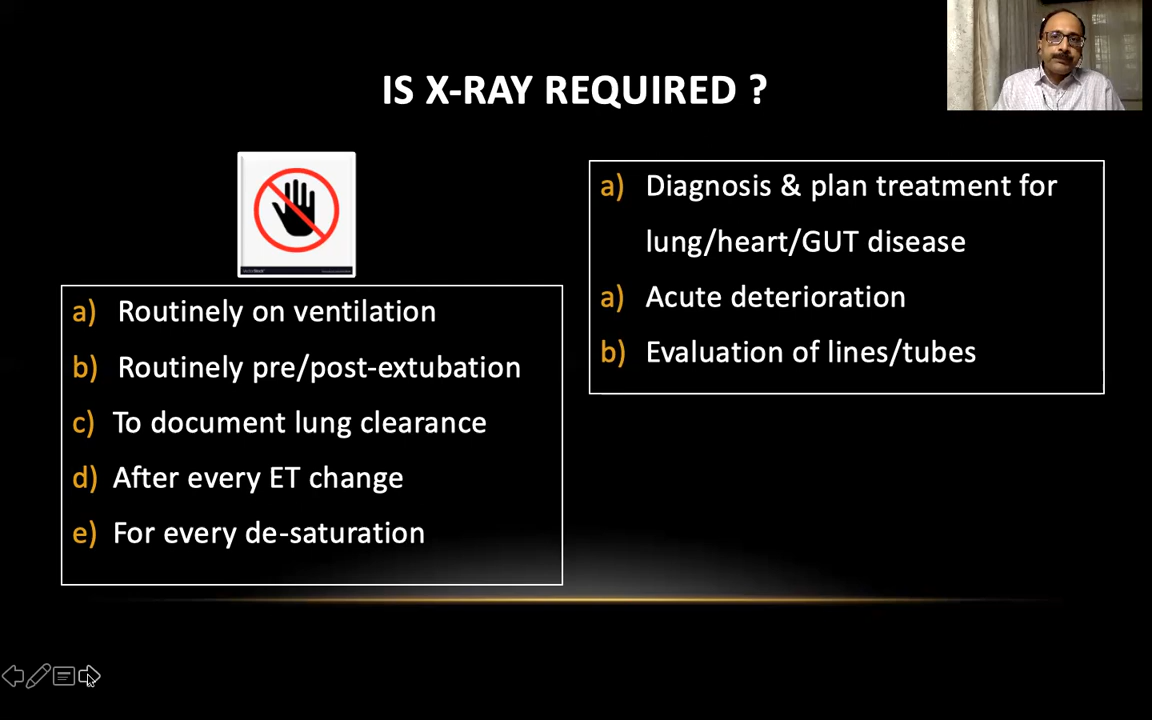 IS X-RAY REQUIRED ?
a) Routinely on ventilation
b) Routinely pre/post-extubation
c) To document lung clearance
d) After every ET change
e) For every de-saturation
a) Diagnosis & plan treatment for
lung/heart/GUT disease
a) Acute deterioration
b) Evaluation of lines/tubes